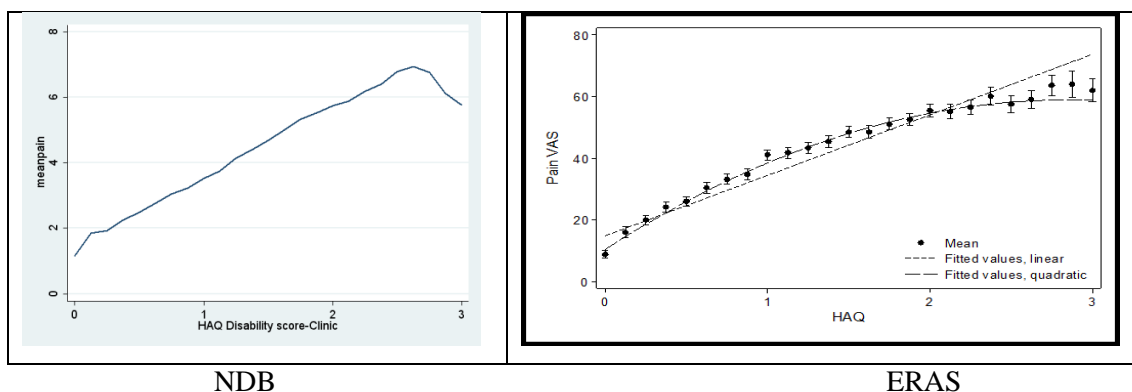 8
6
4
2
0
meanpain
0 1 2 3
HAQ Disability score-Clinic
NDB
80
60
40
20
0
Pain VAS
Mean
Fitted values, linear
Fitted values, quadratic
0 1 2 3
HAQ
ERAS